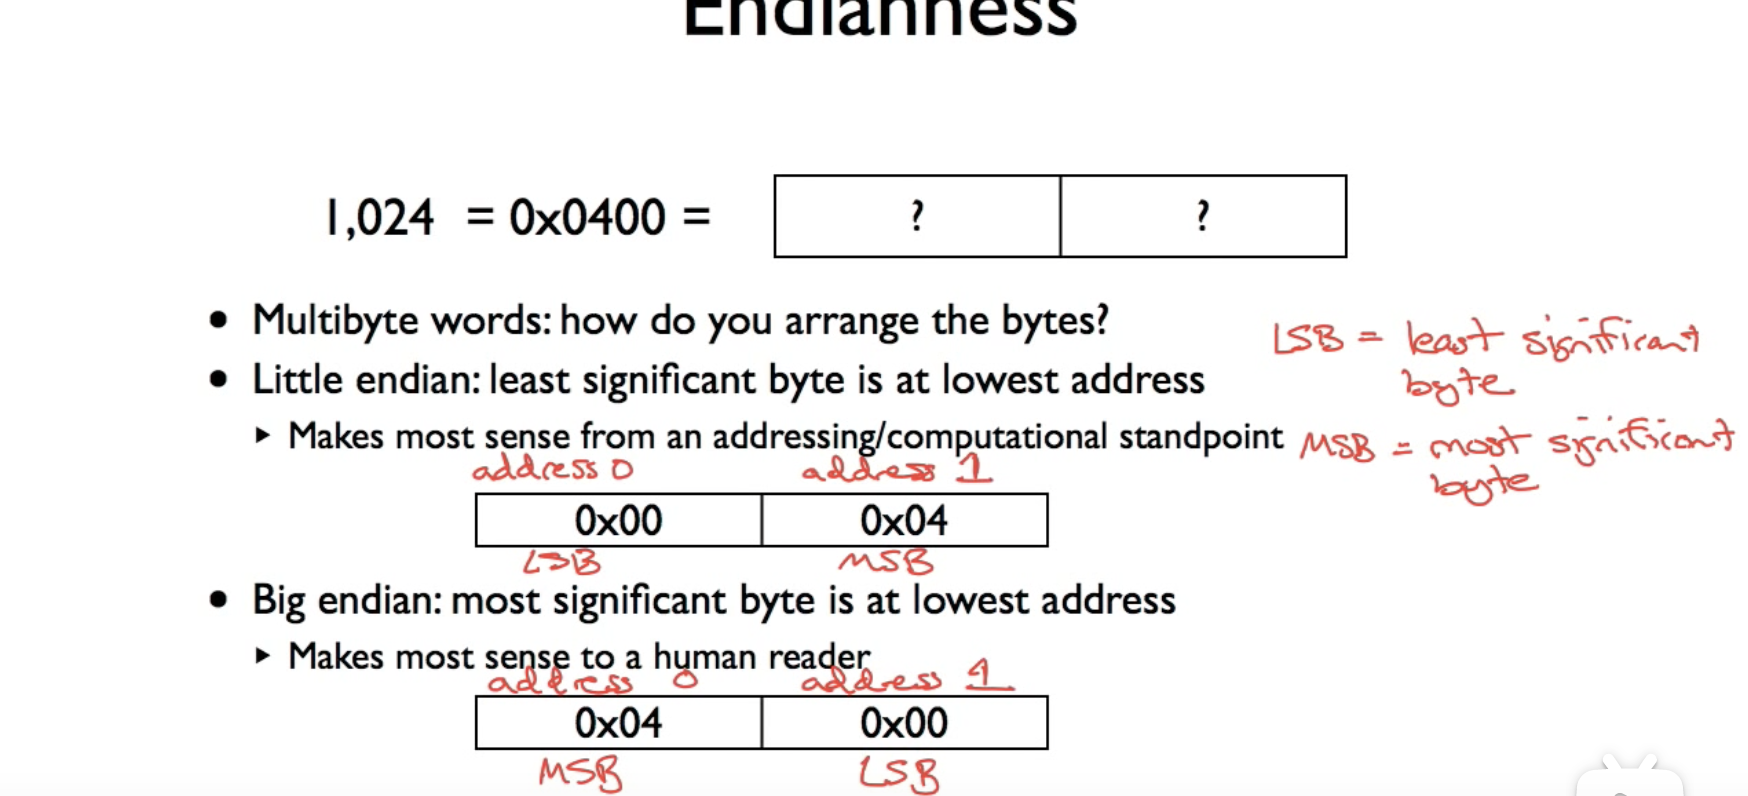 Endianness
1,024 = 0x0400 =
? ?
• Multibyte words: how do you arrange the bytes?
LSB = least significant
byte
• Little endian: least significant byte is at lowest address
‣ Makes most sense from an addressing/computational standpoint
MSB = most significant
byte
address 0 address 1
0x00 0x04
LSB MSB
• Big endian: most significant byte is at lowest address
‣ Makes most sense to a human reader
address 0 address 1
0x04 0x00
MSB LSB